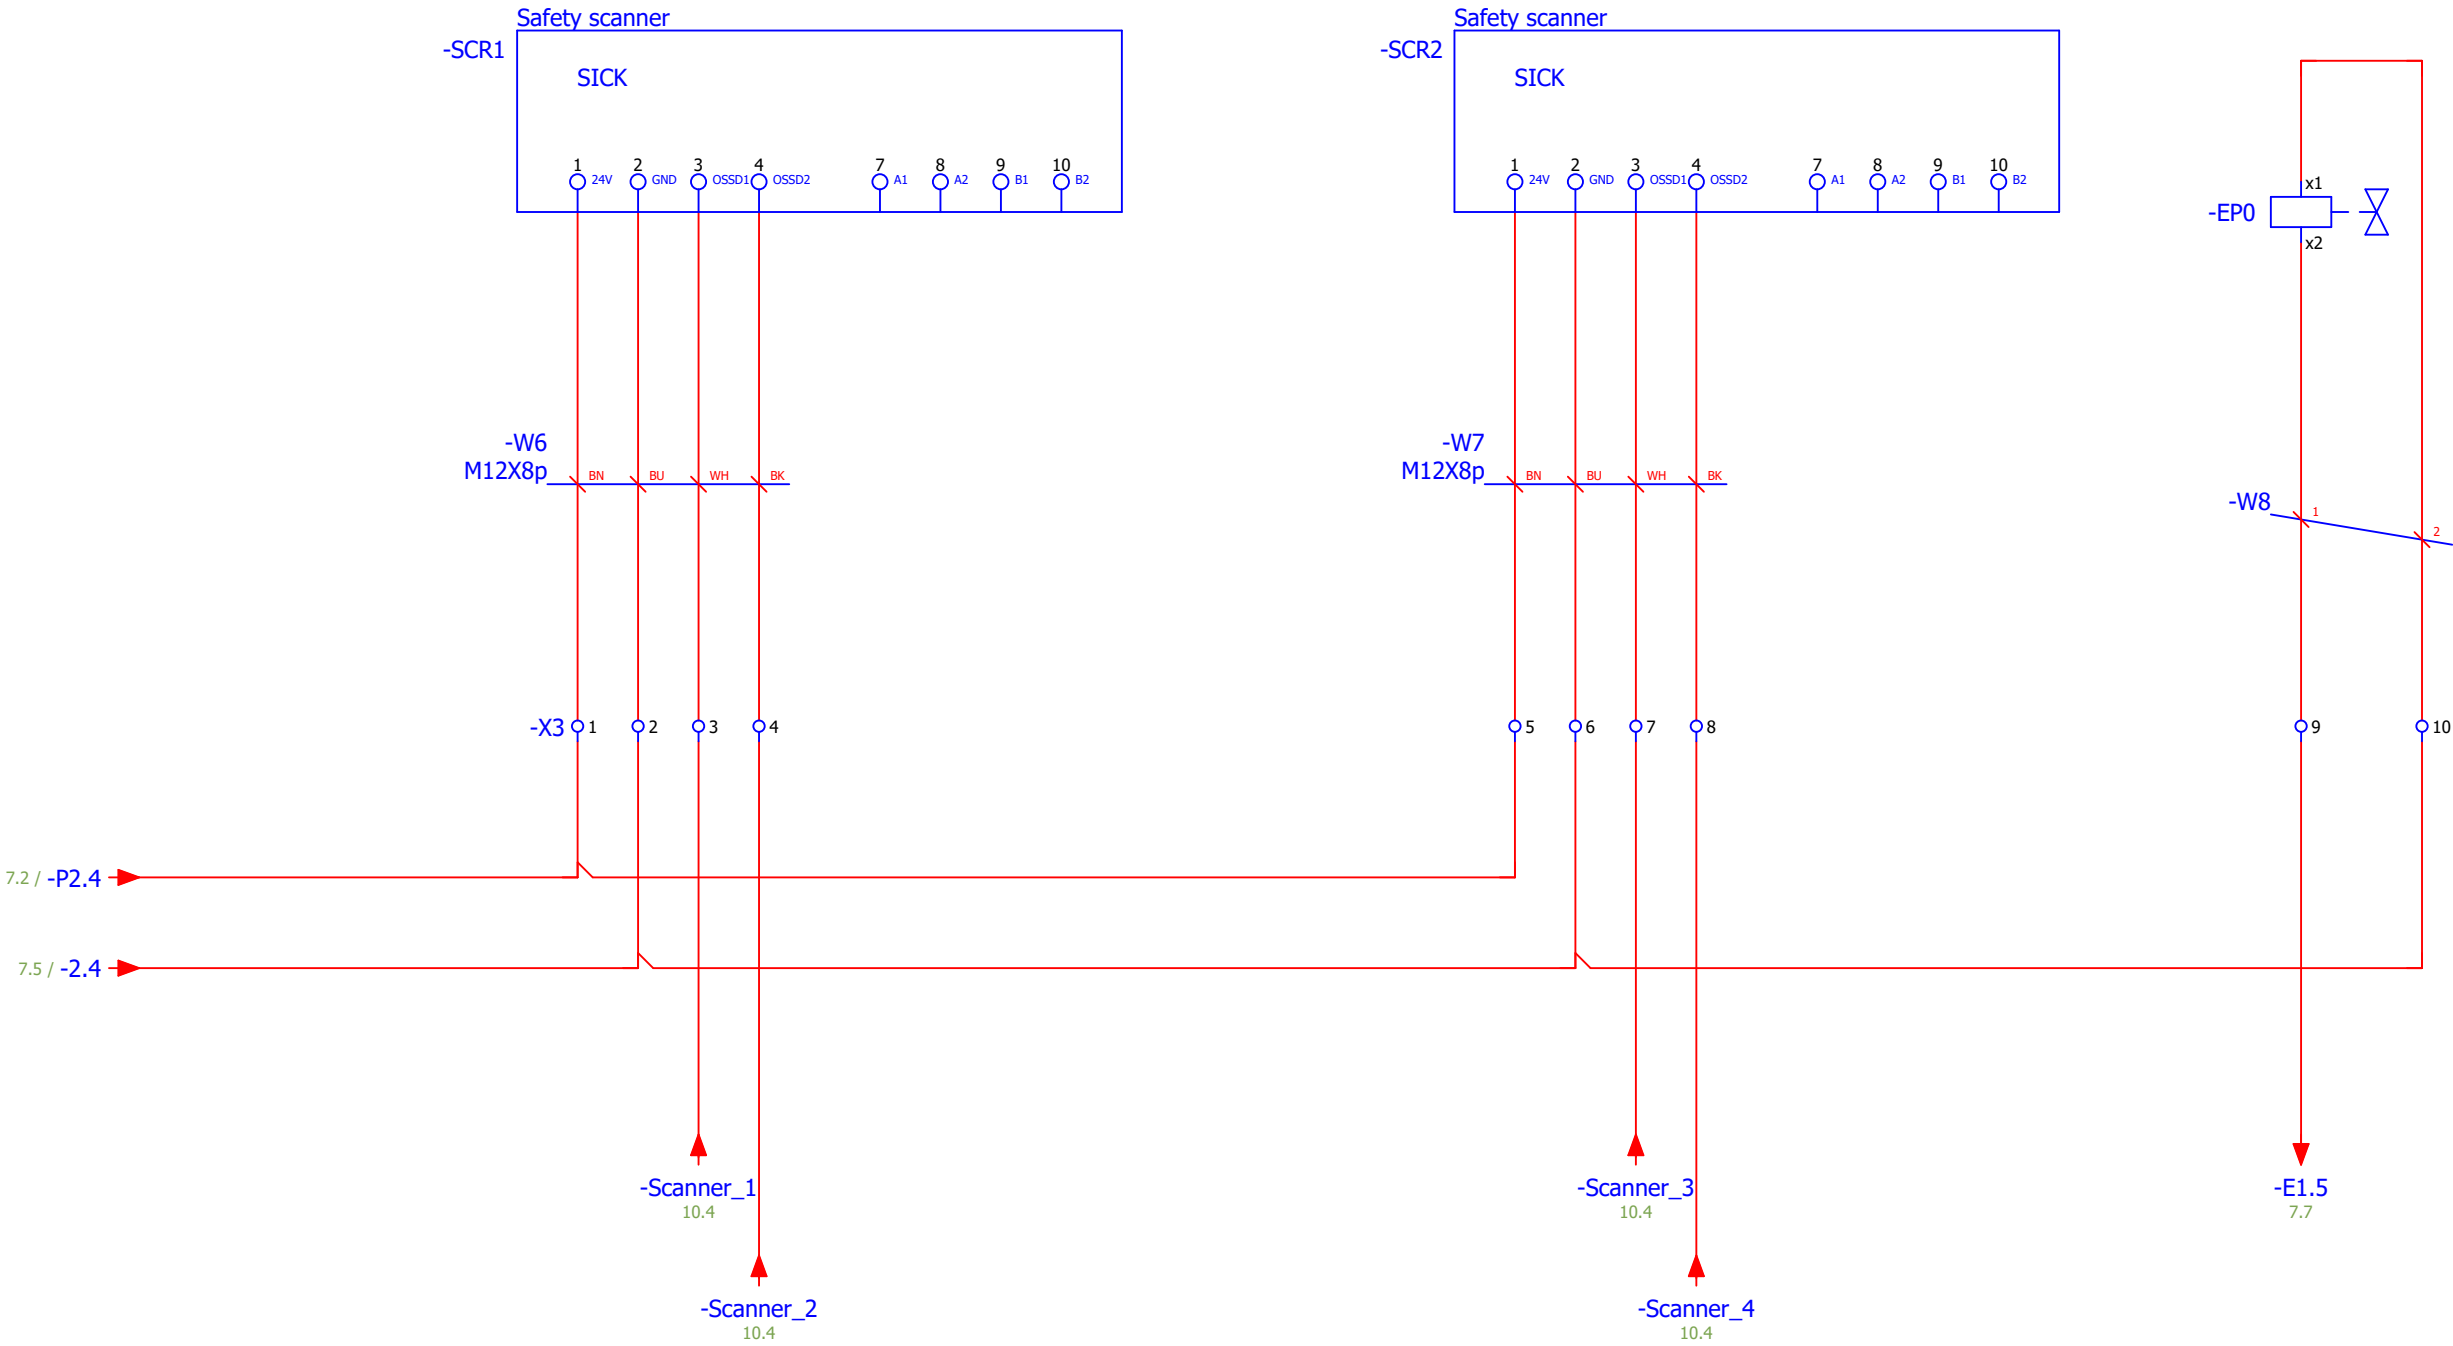 Safety scanner
-SCR1
SICK
1 2 3 4 7 8 9 10
24V GND OSSD1 OSSD2 A1 A2 B1 B2
Safety scanner
-SCR2
SICK
1 2 3 4 7 8 9 10
24V GND OSSD1 OSSD2 A1 A2 B1 B2
x1
-EP0
x2
-W6
M12X8p
BN BU WH BK
-W7
M12X8p
BN BU WH BK
-W8
1
2
-X3 1 2 3 4 5 6 7 8 9 10
7.2 / -P2.4
7.5 / -2.4
-Scanner_1
10.4
-Scanner_2
10.4
-Scanner_3
10.4
-Scanner_4
10.4
-E1.5
7.7